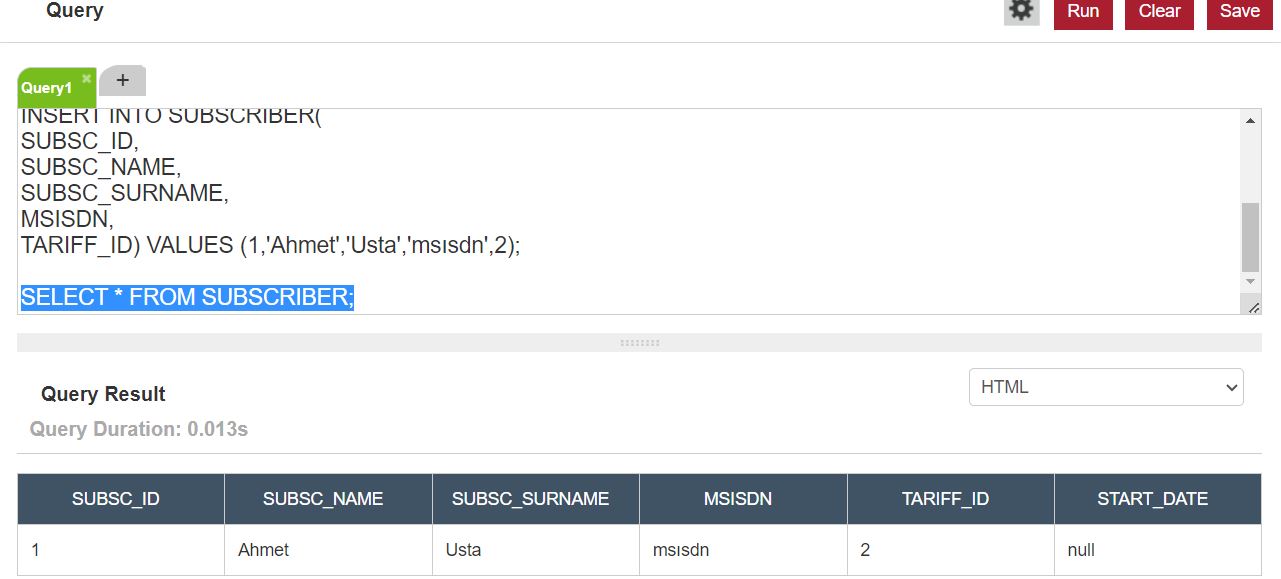 Query
Run
Clear
Save
Query1
+
INSERT INTO SUBSCRIBER(
SUBSC_ID,
SUBSC_NAME,
SUBSC_SURNAME,
MSISDN,
TARIFF_ID) VALUES (1,'Ahmet','Usta','msısdn',2);
SELECT * FROM SUBSCRIBER;
Query Result
HTML
Query Duration: 0.013s
SUBSC_ID SUBSC_NAME SUBSC_SURNAME MSISDN TARIFF_ID START_DATE
1 Ahmet Usta msısdn 2 null